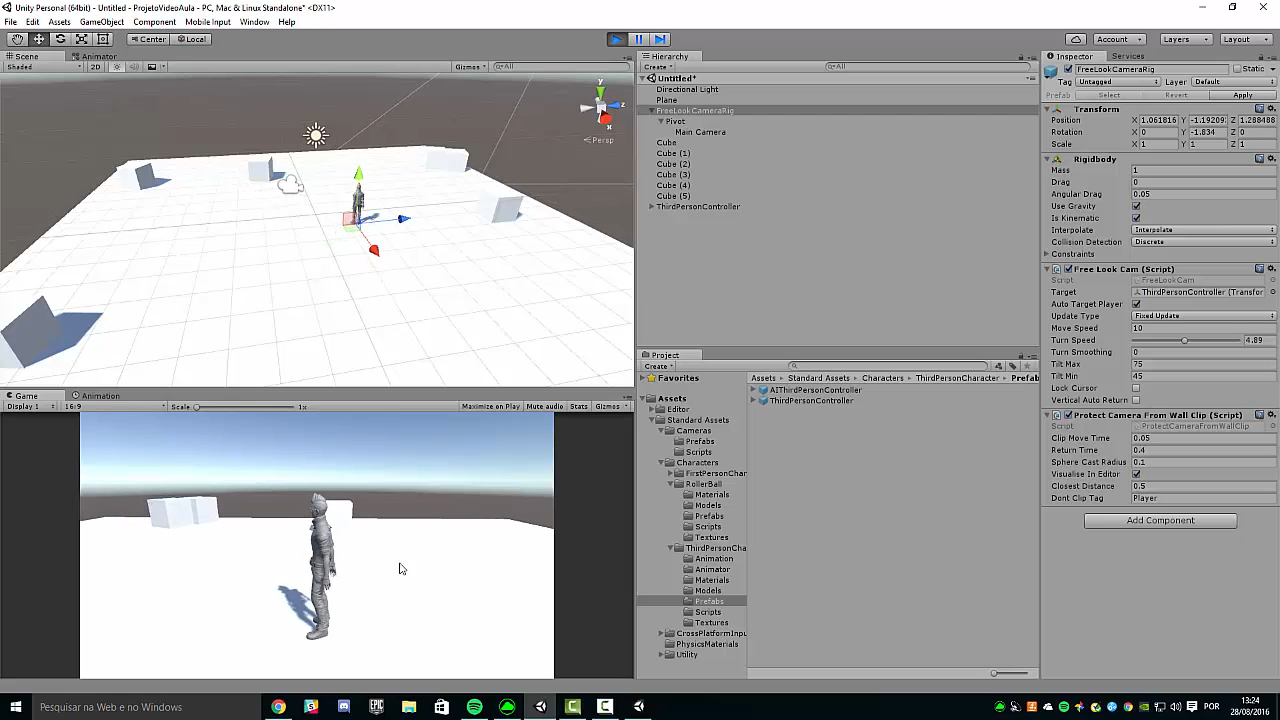 Unity Personal (64bit) - Untitled - ProjetoVideoAula - PC, Mac & Linux Standalone* <DX11>
File Edit Assets GameObject Component Mobile Input Window Help
Center Local Account Layers Layout
Scene Animator
Shaded 2D Gizmos All
y
z
x
Persp
Game Animation
Display 1 16:9 Scale 1x Maximize on Play Mute audio Stats Gizmos
Hierarchy
Create All
Untitled*
Directional Light
Plane
FreeLookCameraRig
Pivot
Main Camera
Cube
Cube (1)
Cube (2)
Cube (3)
Cube (4)
Cube (5)
ThirdPersonController
Project
Create
Favorites
Assets
Editor
Standard Assets
Cameras
Prefabs
Scripts
Characters
FirstPersonChar
RollerBall
Materials
Models
Prefabs
Scripts
Textures
ThirdPersonCha
Animation
Animator
Materials
Models
Prefabs
Scripts
Textures
CrossPlatformInpu
PhysicsMaterials
Utility
Assets Standard Assets Characters ThirdPersonCharacter Prefab
AIThirdPersonController
ThirdPersonController
Inspector Services
FreeLookCameraRig Static
Tag Untagged Layer Default
Prefab Select Revert Apply
Transform
Position X 1.061816 Y -1.19209 Z 1.288488
Rotation X 0 Y -1.834 Z 0
Scale X 1 Y 1 Z 1
Rigidbody
Mass 1
Drag 0
Angular Drag 0.05
Use Gravity
Is Kinematic
Interpolate Interpolate
Collision Detection Discrete
Constraints
Free Look Cam (Script)
Script FreeLookCam
Target ThirdPersonController (Transfor
Auto Target Player
Update Type Fixed Update
Move Speed 10
Turn Speed 4.89
Turn Smoothing 0
Tilt Max 75
Tilt Min 45
Lock Cursor
Vertical Auto Return
Protect Camera From Wall Clip (Script)
Script ProtectCameraFromWallClip
Clip Move Time 0.05
Return Time 0.4
Sphere Cast Radius 0.1
Visualise In Editor
Closest Distance 0.5
Dont Clip Tag Player
Add Component
Pesquisar na Web e no Windows
EPIC
POR
13:24
28/08/2016